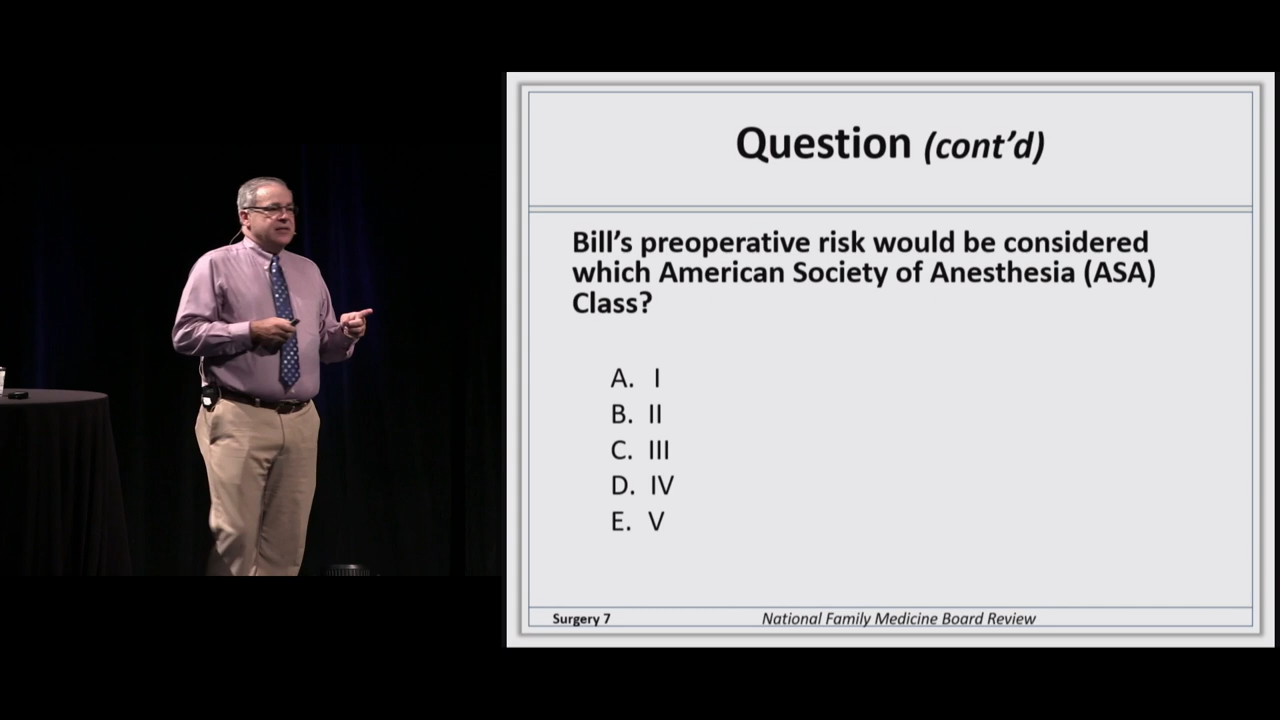 Question (cont’d)
Bill’s preoperative risk would be considered
which American Society of Anesthesia (ASA)
Class?
A. I
B. II
C. III
D. IV
E. V
Surgery 7
National Family Medicine Board Review